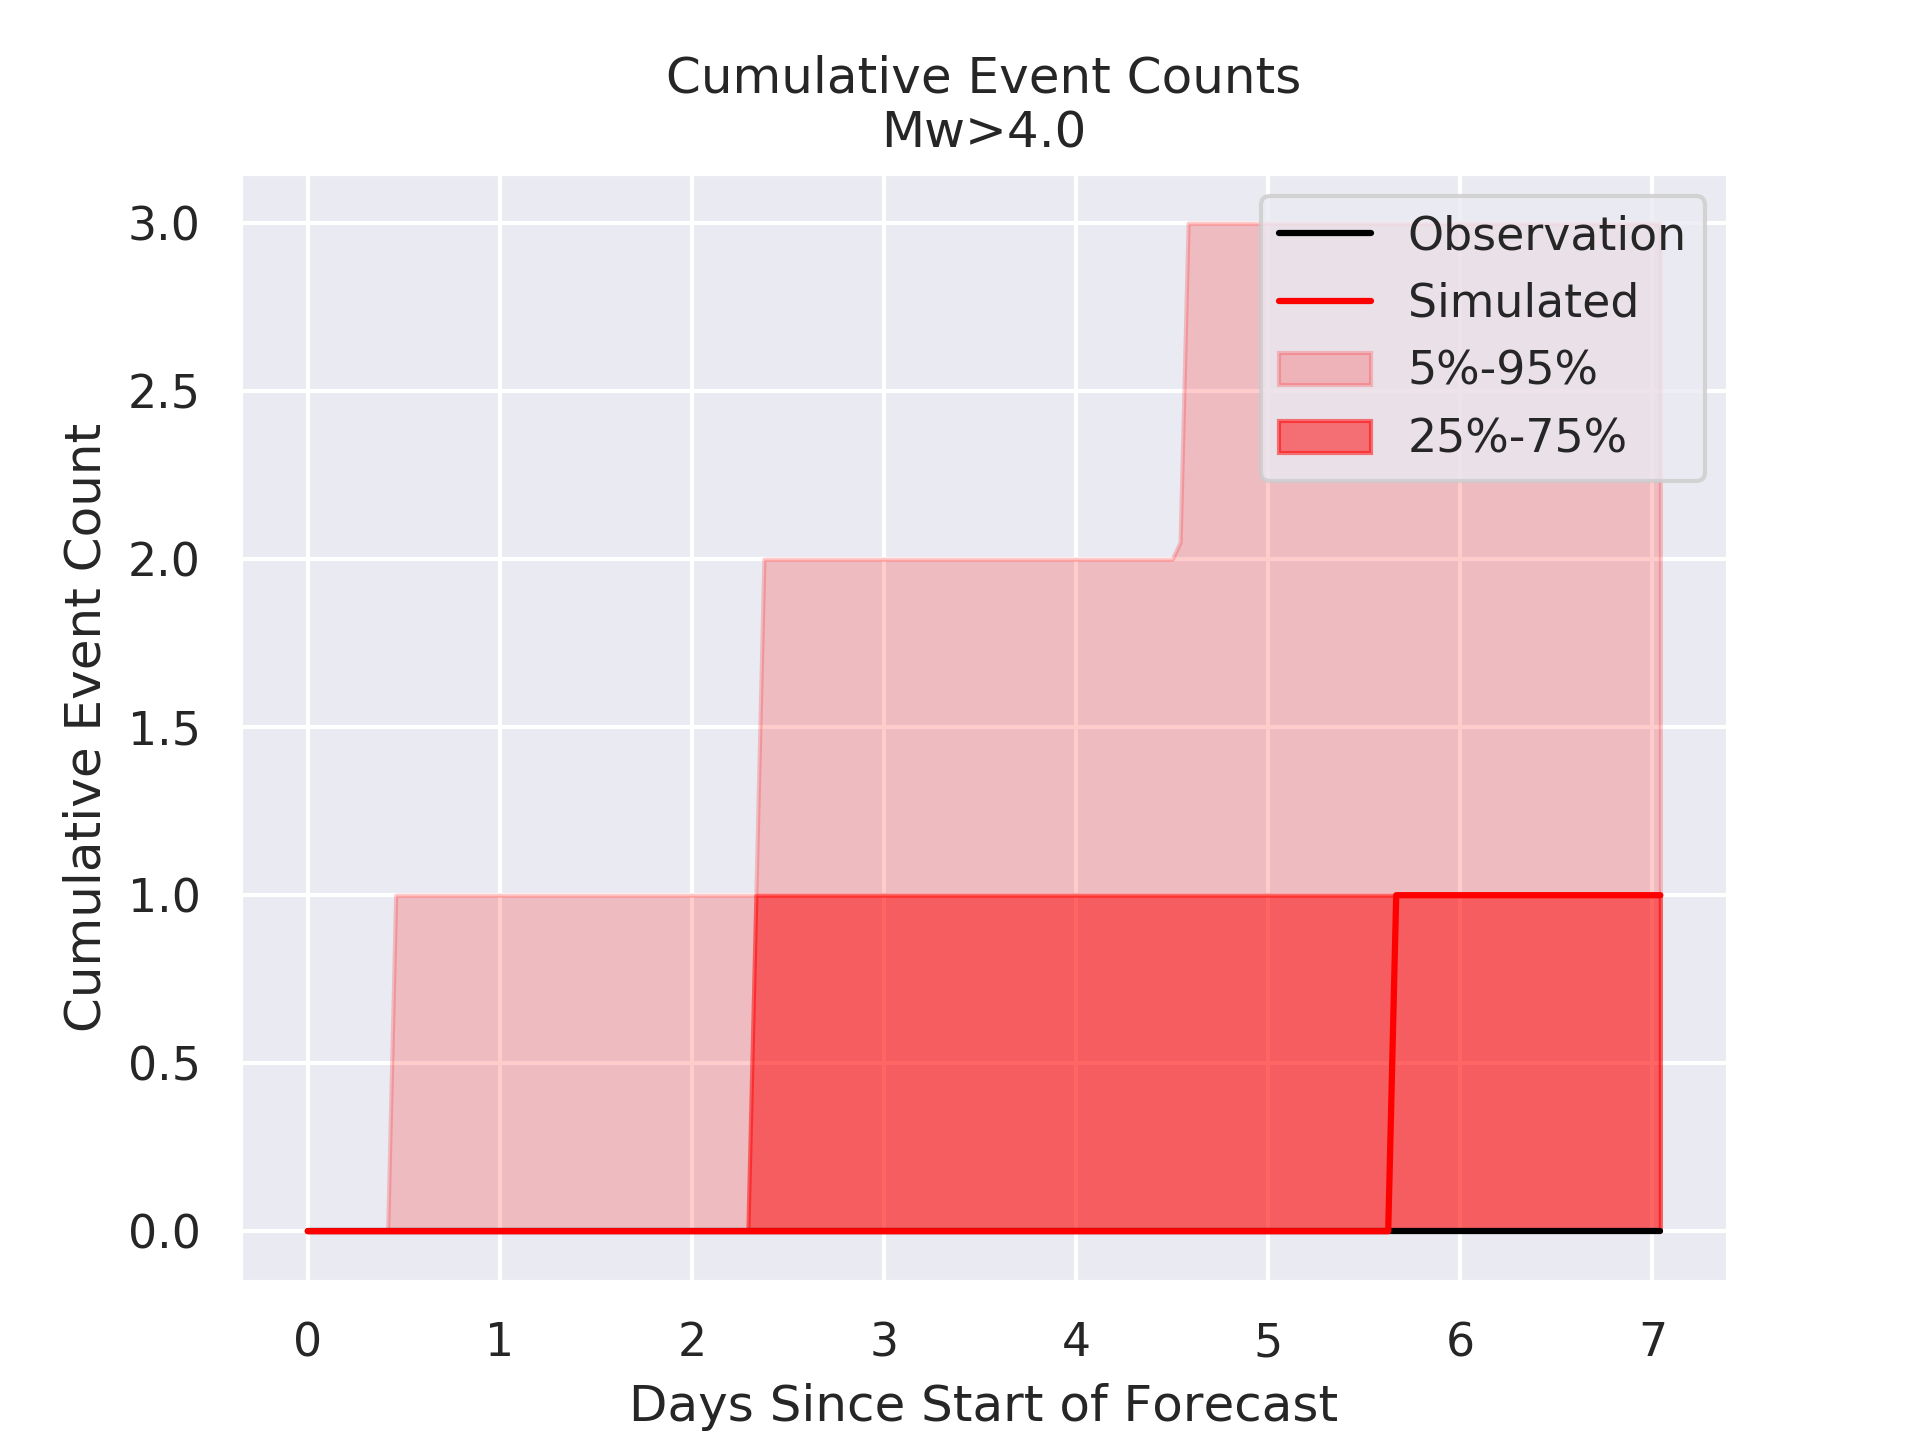 Cumulative Event Counts
Mw>4.0
Cumulative Event Count
3.0
2.5
2.0
1.5
1.0
0.5
0.0
Observation
Simulated
5%-95%
25%-75%
0 1 2 3 4 5 6 7
Days Since Start of Forecast